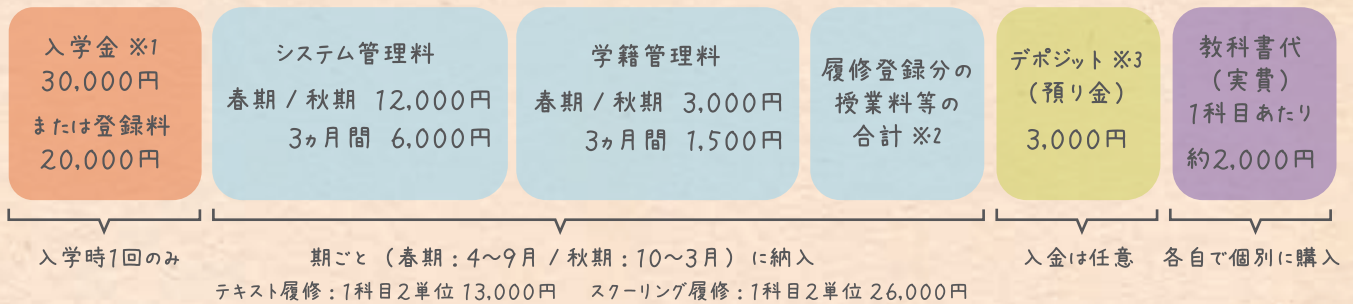 入学金 ※1
30,000円
または登録料
20,000円
システム管理料
春期 / 秋期 12,000円
3ヵ月間 6,000円
学籍管理料
春期 / 秋期 3,000円
3ヵ月間 1,500円
履修登録分の
授業料等の
合計 ※2
デポジット ※3
(預り金)
3,000円
教科書代
(実費)
1科目あたり
約2,000円
入学時1回のみ
期ごと (春期:4~9月 / 秋期:10~3月) に納入
入金は任意
各自で個別に購入
テキスト履修:1科目2単位 13,000円 スクーリング履修:1科目2単位 26,000円